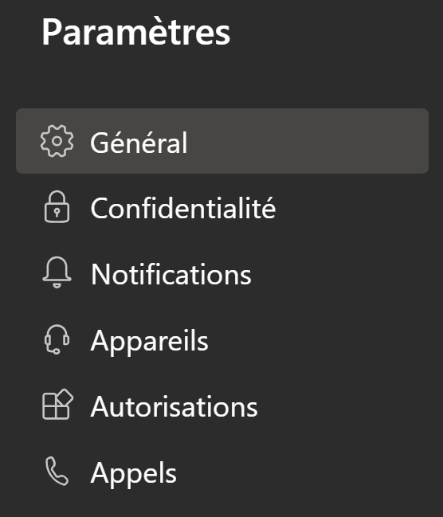 Paramètres
Général
Confidentialité
Notifications
Appareils
Autorisations
Appels